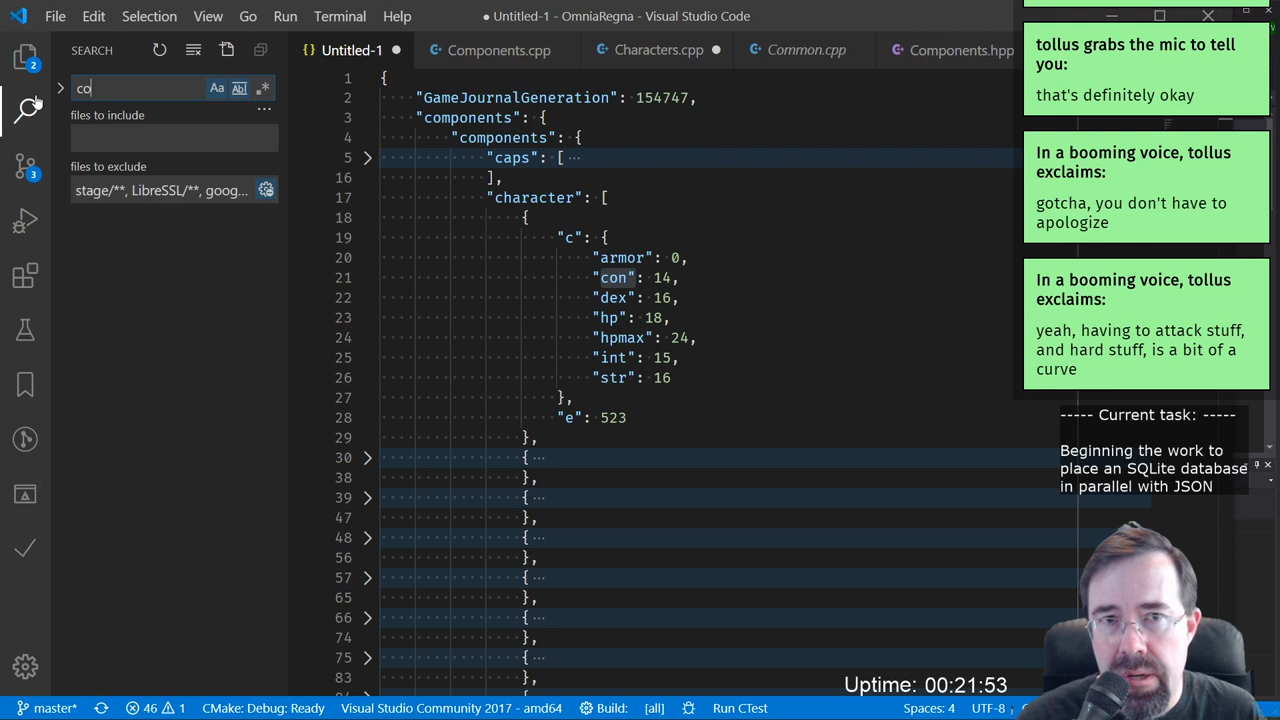 File Edit Selection View Go Run Terminal Help
● Untitled-1 - OmniaRegna - Visual Studio Code
SEARCH
Untitled-1 ● Components.cpp Characters.cpp ● Common.cpp Components.hpp
co
Aa Abl .*
files to include
files to exclude
stage/**, LibreSSL/**, goog...
2
3
1 {
2 "GameJournalGeneration": 154747,
3 "components": {
4 "components": {
5 "caps": [ ...
16 ],
17 "character": [
18 {
19 "c": {
20 "armor": 0,
21 "con": 14,
22 "dex": 16,
23 "hp": 18,
24 "hpmax": 24,
25 "int": 15,
26 "str": 16
27 },
28 "e": 523
29 },
30 { ...
38 },
39 { ...
47 },
48 { ...
56 },
57 { ...
65 },
66 { ...
74 },
75 { ...
83 },
tollus grabs the mic to tell
you:
that's definitely okay
In a booming voice, tollus
exclaims:
gotcha, you don't have to
apologize
In a booming voice, tollus
exclaims:
yeah, having to attack stuff,
and hard stuff, is a bit of a
curve
----- Current task: -----
Beginning the work to
place an SQLite database
in parallel with JSON
Uptime: 00:21:53
master* 46 1 CMake: Debug: Ready Visual Studio Community 2017 - amd64 Build: [all] Run CTest Spaces: 4 UTF-8